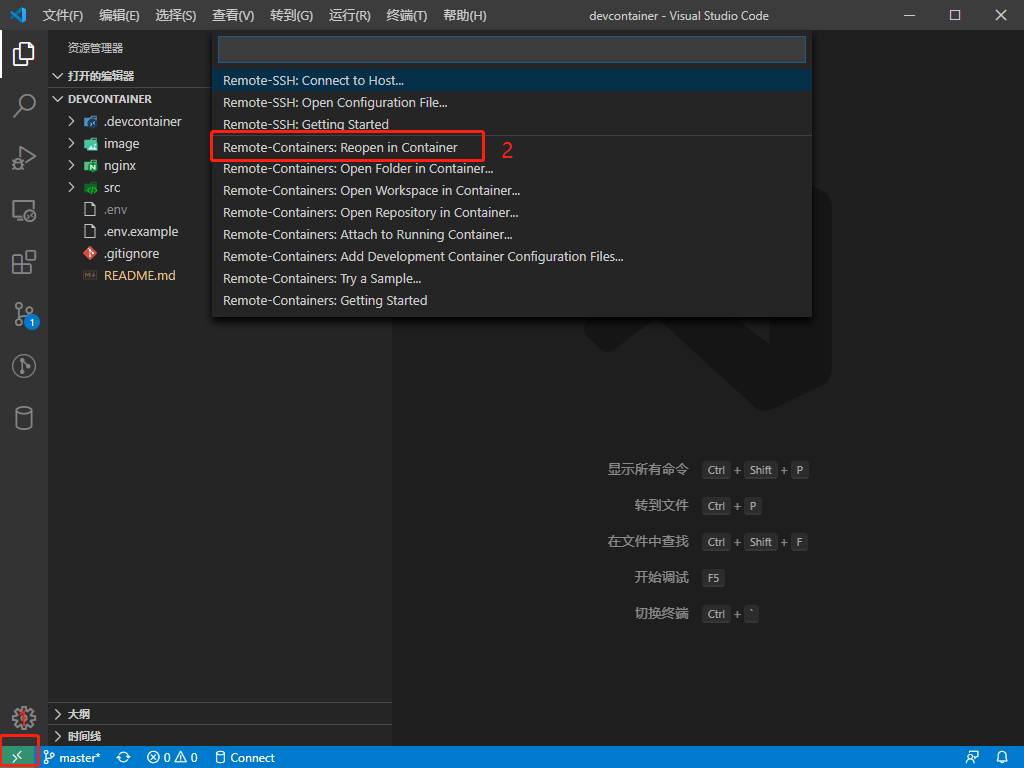 文件(F) 编辑(E) 选择(S) 查看(V) 转到(G) 运行(R) 终端(T) 帮助(H) devcontainer - Visual Studio Code
资源管理器
打开的编辑器
DEVCONTAINER
.devcontainer
image
nginx
src
.env
.env.example
.gitignore
README.md
Remote-SSH: Connect to Host...
Remote-SSH: Open Configuration File...
Remote-SSH: Getting Started
Remote-Containers: Reopen in Container 2
Remote-Containers: Open Folder in Container...
Remote-Containers: Open Workspace in Container...
Remote-Containers: Open Repository in Container...
Remote-Containers: Attach to Running Container...
Remote-Containers: Add Development Container Configuration Files...
Remote-Containers: Try a Sample...
Remote-Containers: Getting Started
1
显示所有命令 Ctrl + Shift + P
转到文件 Ctrl + P
在文件中查找 Ctrl + Shift + F
开始调试 F5
切换终端 Ctrl + `
大纲
时间线
master* 0 0 Connect